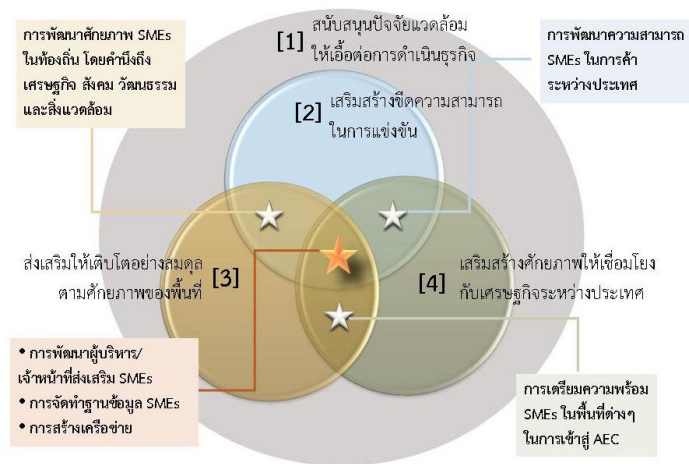 การพัฒนาศักยภาพ SMEs
ในท้องถิ่น โดยคำนึงถึง
เศรษฐกิจ สังคม วัฒนธรรม
และสิ่งแวดล้อม
[1] สนับสนุนปัจจัยแวดล้อม
ให้เอื้อต่อการดำเนินธุรกิจ
การพัฒนาความสามารถ
SMEs ในการค้า
ระหว่างประเทศ
[2] เสริมสร้างขีดความสามารถ
ในการแข่งขัน
ส่งเสริมให้เติบโตอย่างสมดุล [3]
ตามศักยภาพของพื้นที่
[4] เสริมสร้างศักยภาพให้เชื่อมโยง
กับเศรษฐกิจระหว่างประเทศ
• การพัฒนาผู้บริหาร/
เจ้าหน้าที่ส่งเสริม SMEs
• การจัดทำฐานข้อมูล SMEs
• การสร้างเครือข่าย
การเตรียมความพร้อม
SMEs ในพื้นที่ต่างๆ
ในการเข้าสู่ AEC